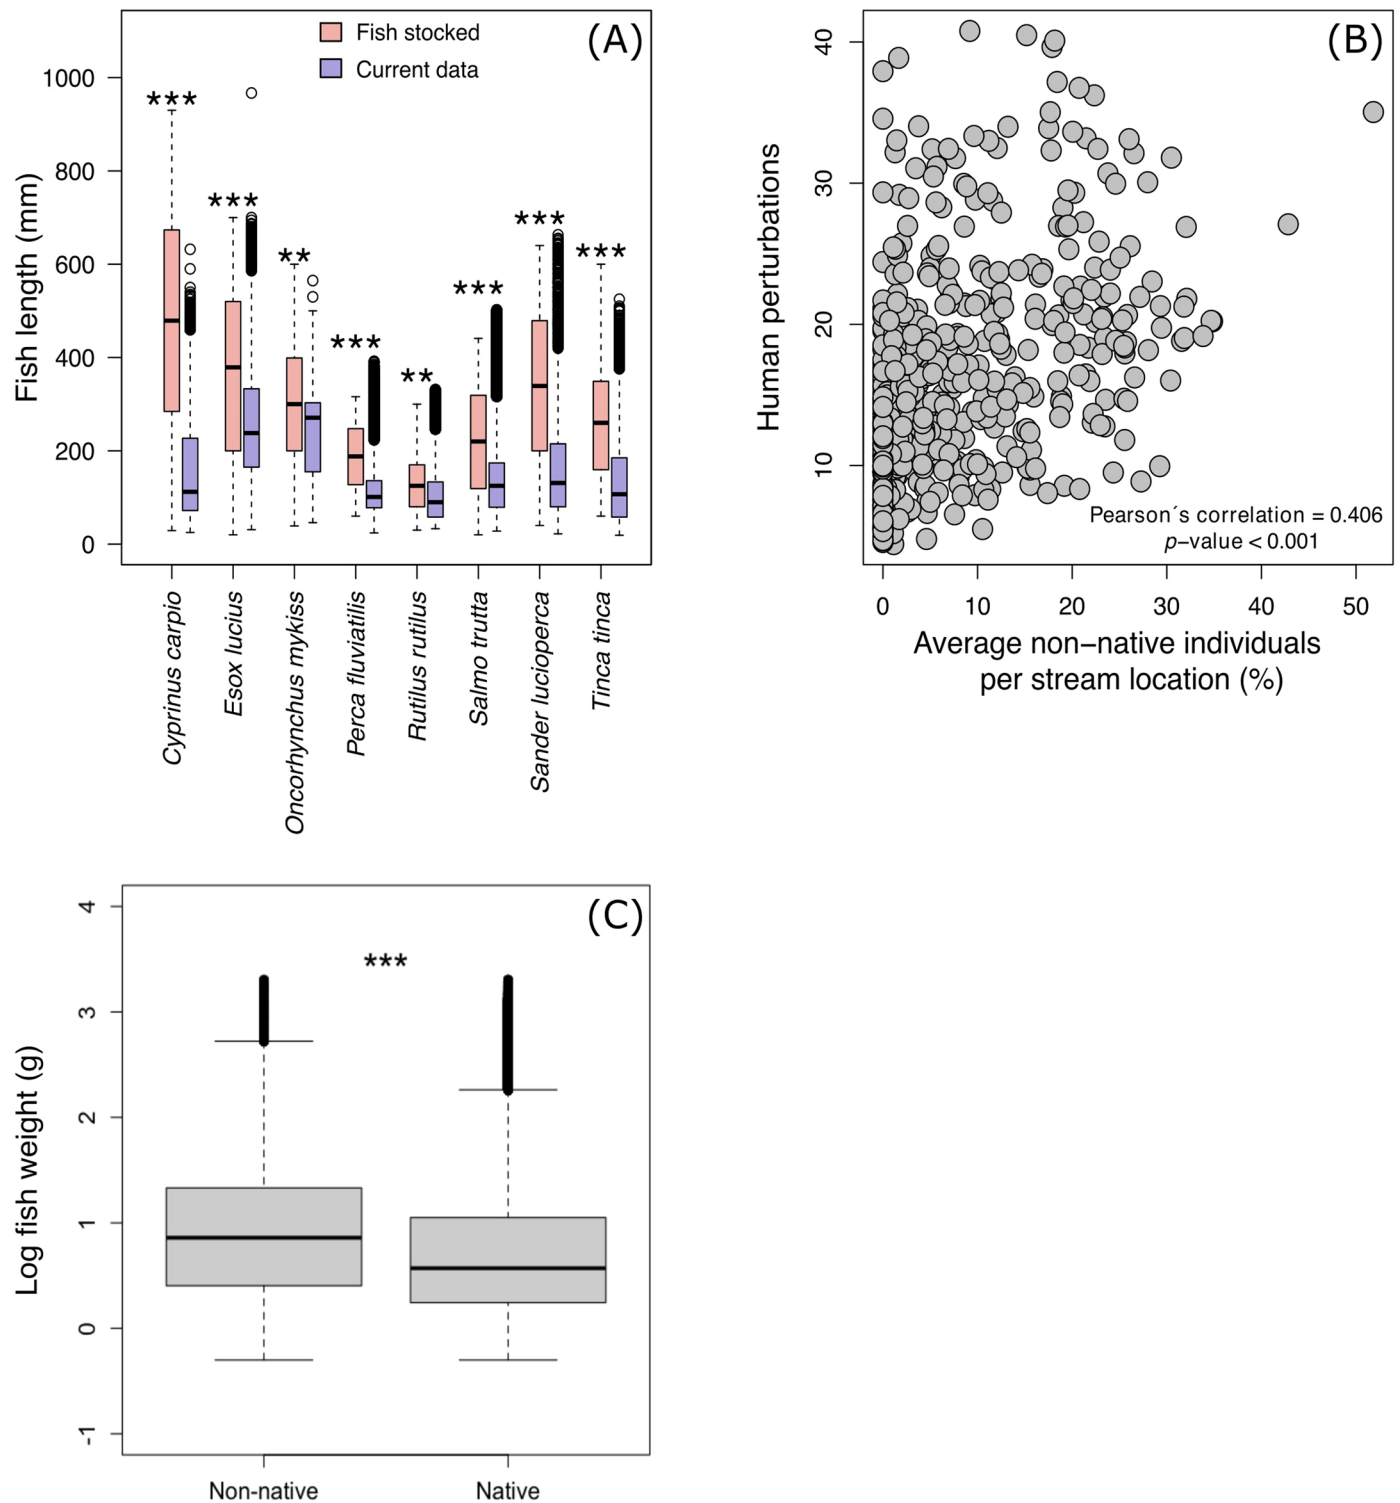 (A)
Fish stocked
Current data
***
***
**
***
**
***
***
***
1000
800
600
400
200
0
Fish length (mm)
Cyprinus carpio
Esox lucius
Oncorhynchus mykiss
Perca fluviatilis
Rutilus rutilus
Salmo trutta
Sander lucioperca
Tinca tinca
(B)
40
30
20
10
Human perturbations
Pearson´s correlation = 0.406
p−value < 0.001
0 10 20 30 40 50
Average non−native individuals
per stream location (%)
(C)
***
4
3
2
1
0
-1
Log fish weight (g)
Non-native Native